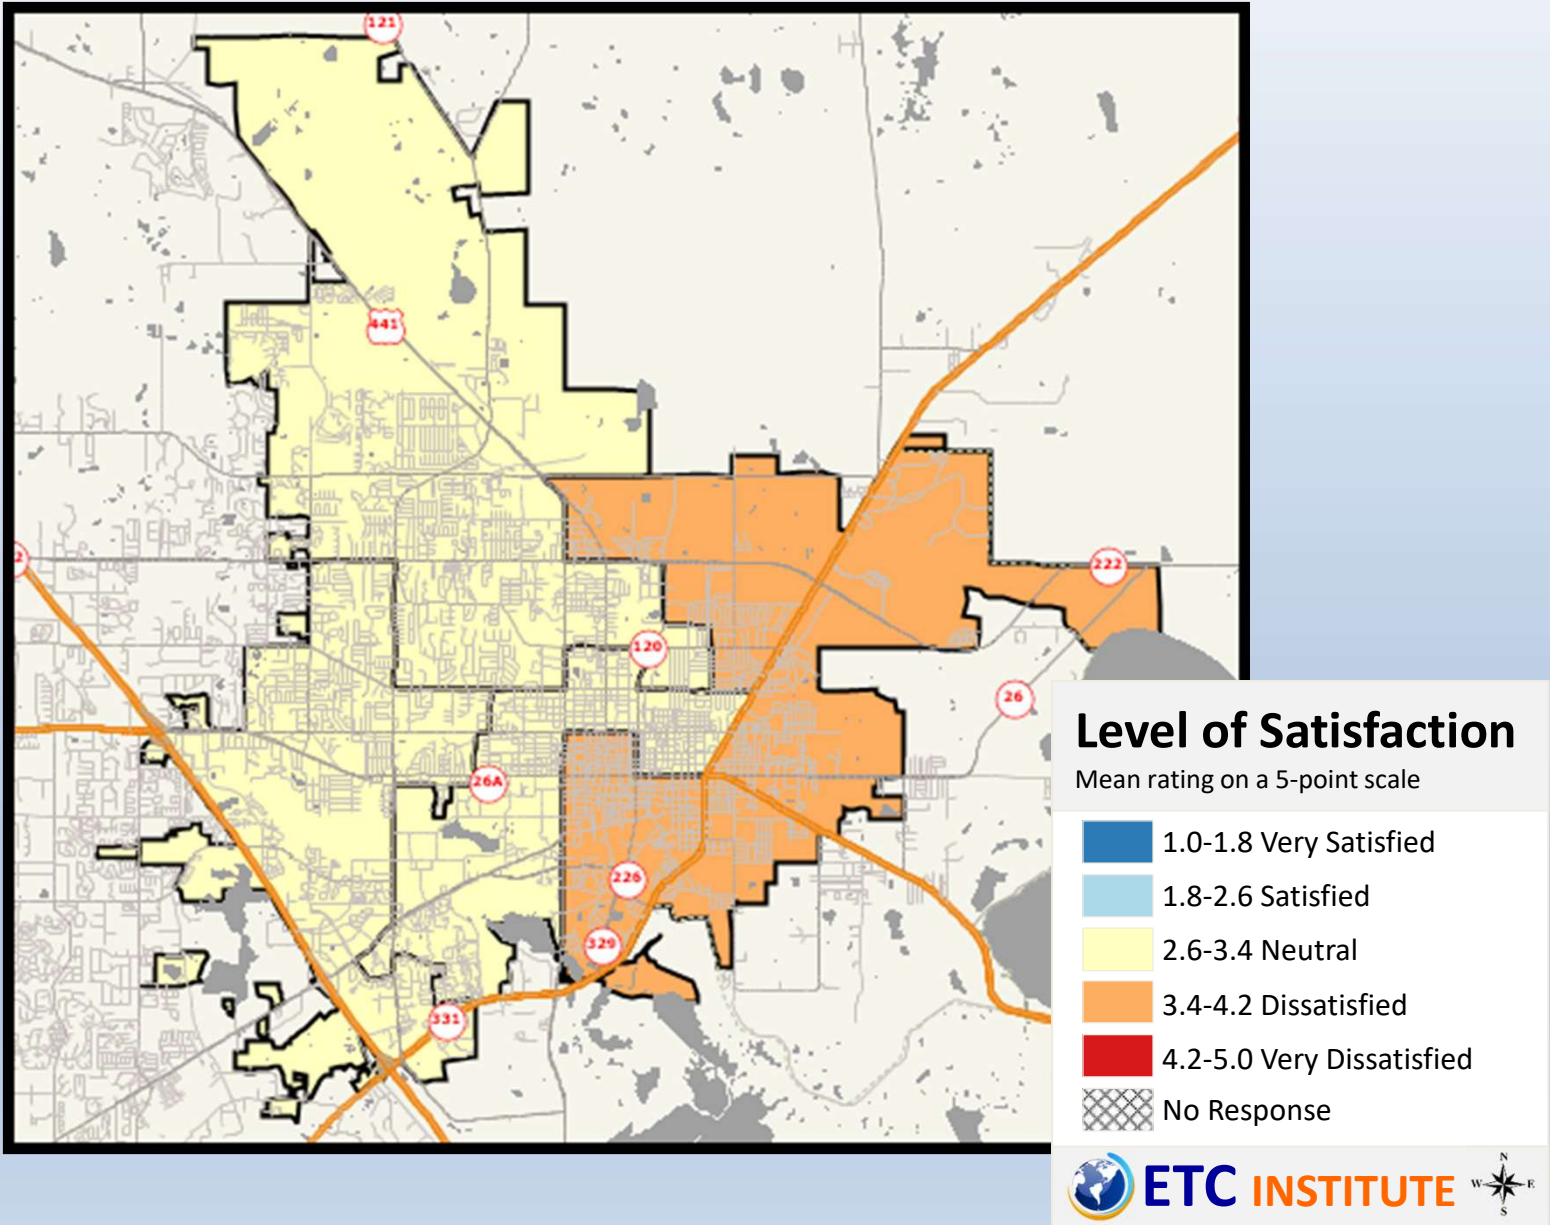 121
441
2
222
120
26
26A
226
329
331
Level of Satisfaction
Mean rating on a 5-point scale
1.0-1.8 Very Satisfied
1.8-2.6 Satisfied
2.6-3.4 Neutral
3.4-4.2 Dissatisfied
4.2-5.0 Very Dissatisfied
No Response
ETC INSTITUTE
N
W E
S